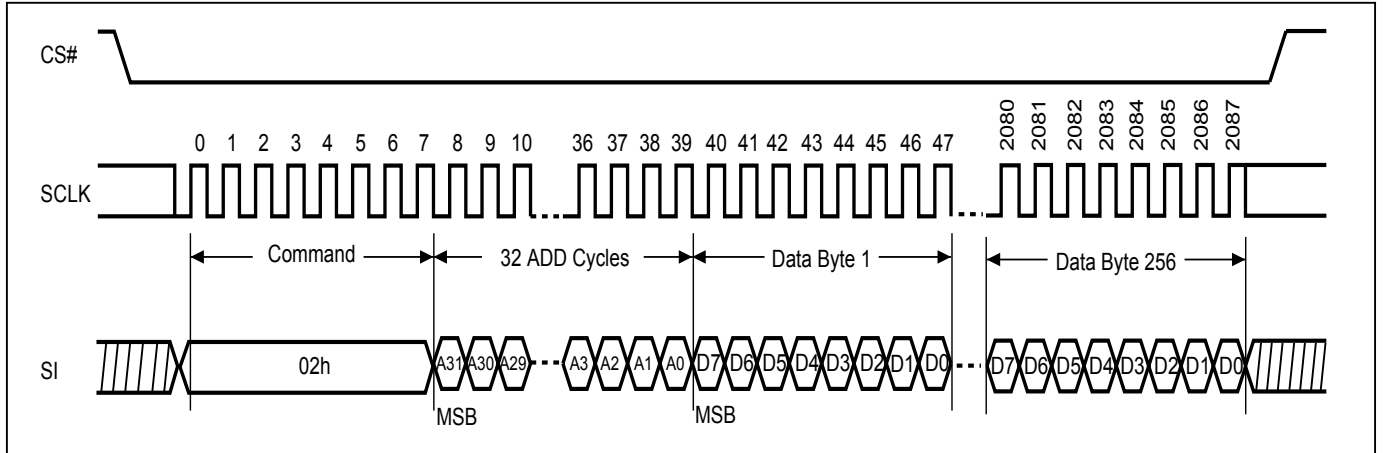 CS#
2080 2081 2082 2083 2084 2085 2086 2087
0 1 2 3 4 5 6 7 8 9 10 36 37 38 39 40 41 42 43 44 45 46 47
SCLK
Command 32 ADD Cycles Data Byte 1 Data Byte 256
SI 02h A31 A30 A29 A3 A2 A1 A0 D7 D6 D5 D4 D3 D2 D1 D0 D7 D6 D5 D4 D3 D2 D1 D0
MSB MSB